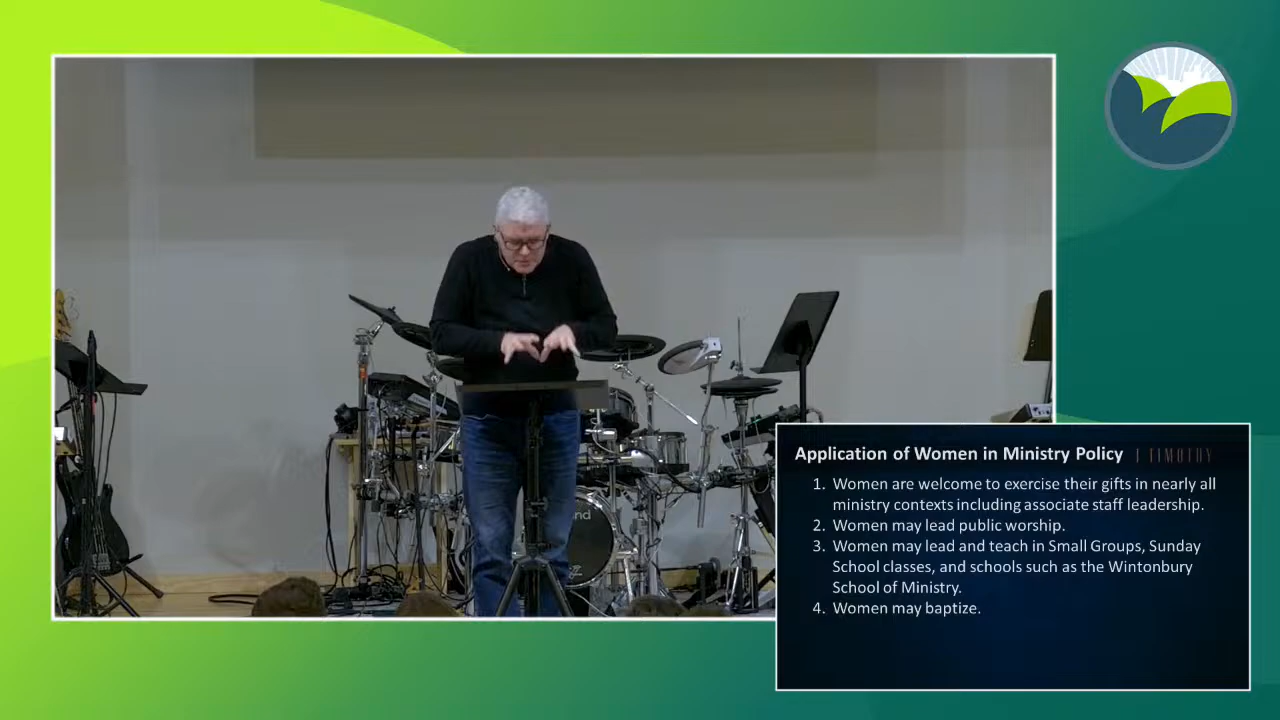 Application of Women in Ministry Policy
I TIMOTHY
1. Women are welcome to exercise their gifts in nearly all
ministry contexts including associate staff leadership.
2. Women may lead public worship.
3. Women may lead and teach in Small Groups, Sunday
School classes, and schools such as the Wintonbury
School of Ministry.
4. Women may baptize.